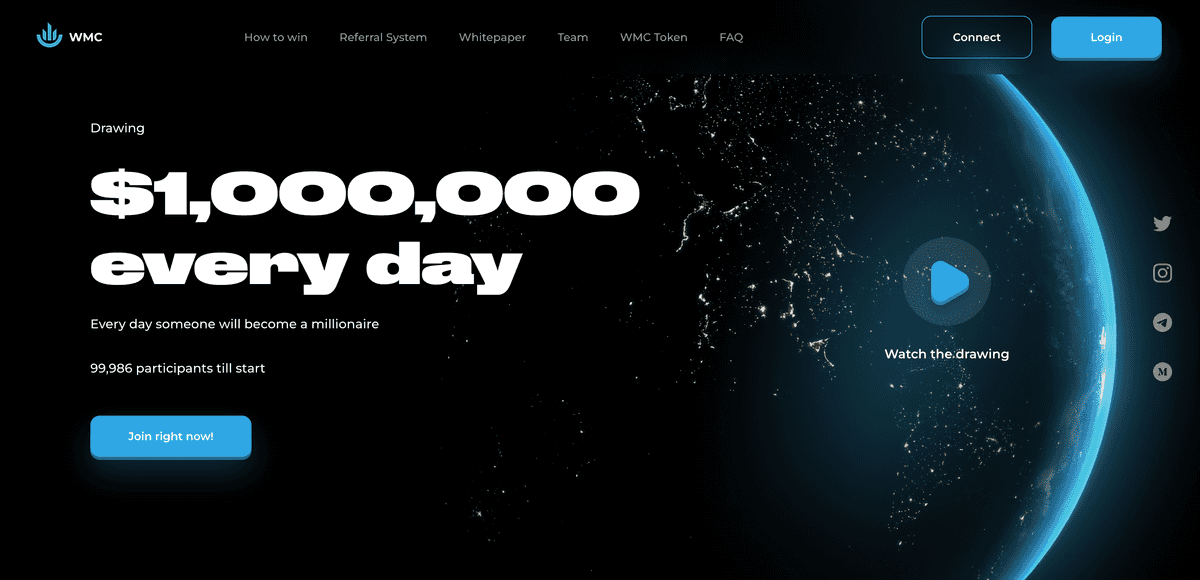 WMC
How to win
Referral System
Whitepaper
Team
WMC Token
FAQ
Connect
Login
Drawing
$1,000,000
every day
Every day someone will become a millionaire
99,986 participants till start
Join right now!
Watch the drawing
M